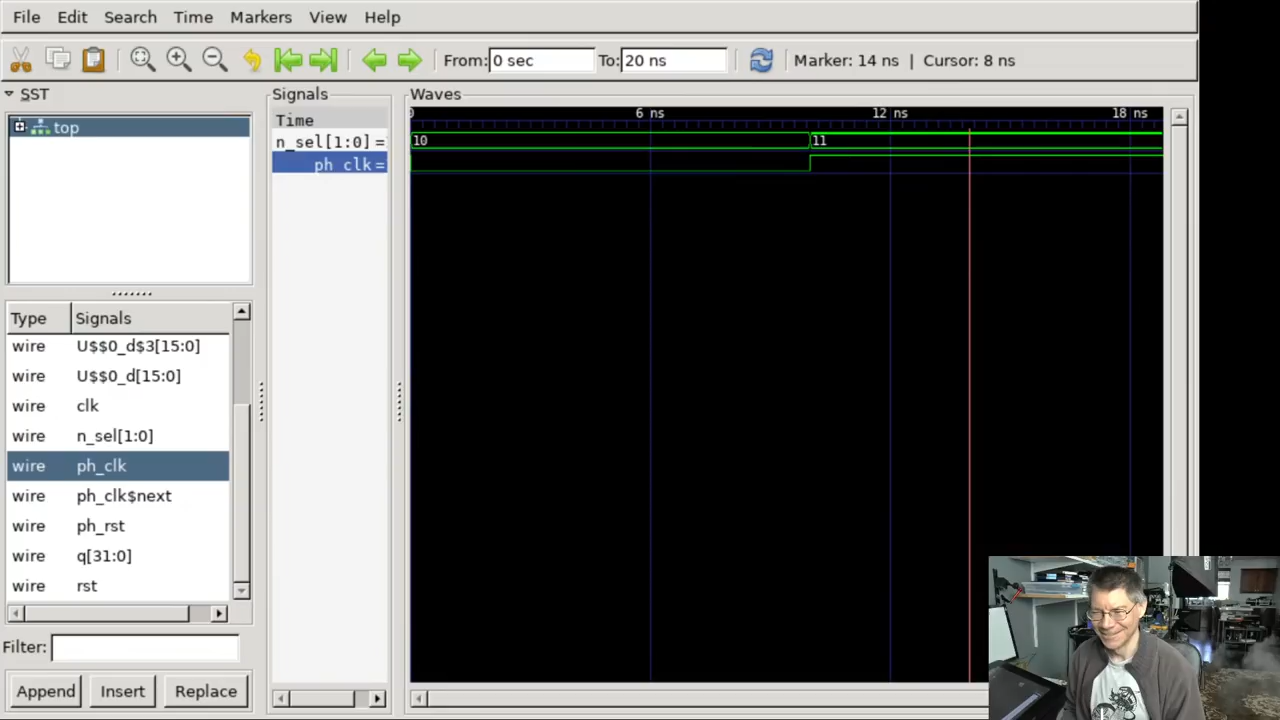 File Edit Search Time Markers View Help
From: 0 sec To: 20 ns Marker: 14 ns | Cursor: 8 ns
SST
top
Type Signals
wire U$$0_d$3[15:0]
wire U$$0_d[15:0]
wire clk
wire n_sel[1:0]
wire ph_clk
wire ph_clk$next
wire ph_rst
wire q[31:0]
wire rst
Filter:
Append Insert Replace
Signals
Time
n_sel[1:0] =
ph_clk=
Waves
0 6 ns 12 ns 18 ns
10 11